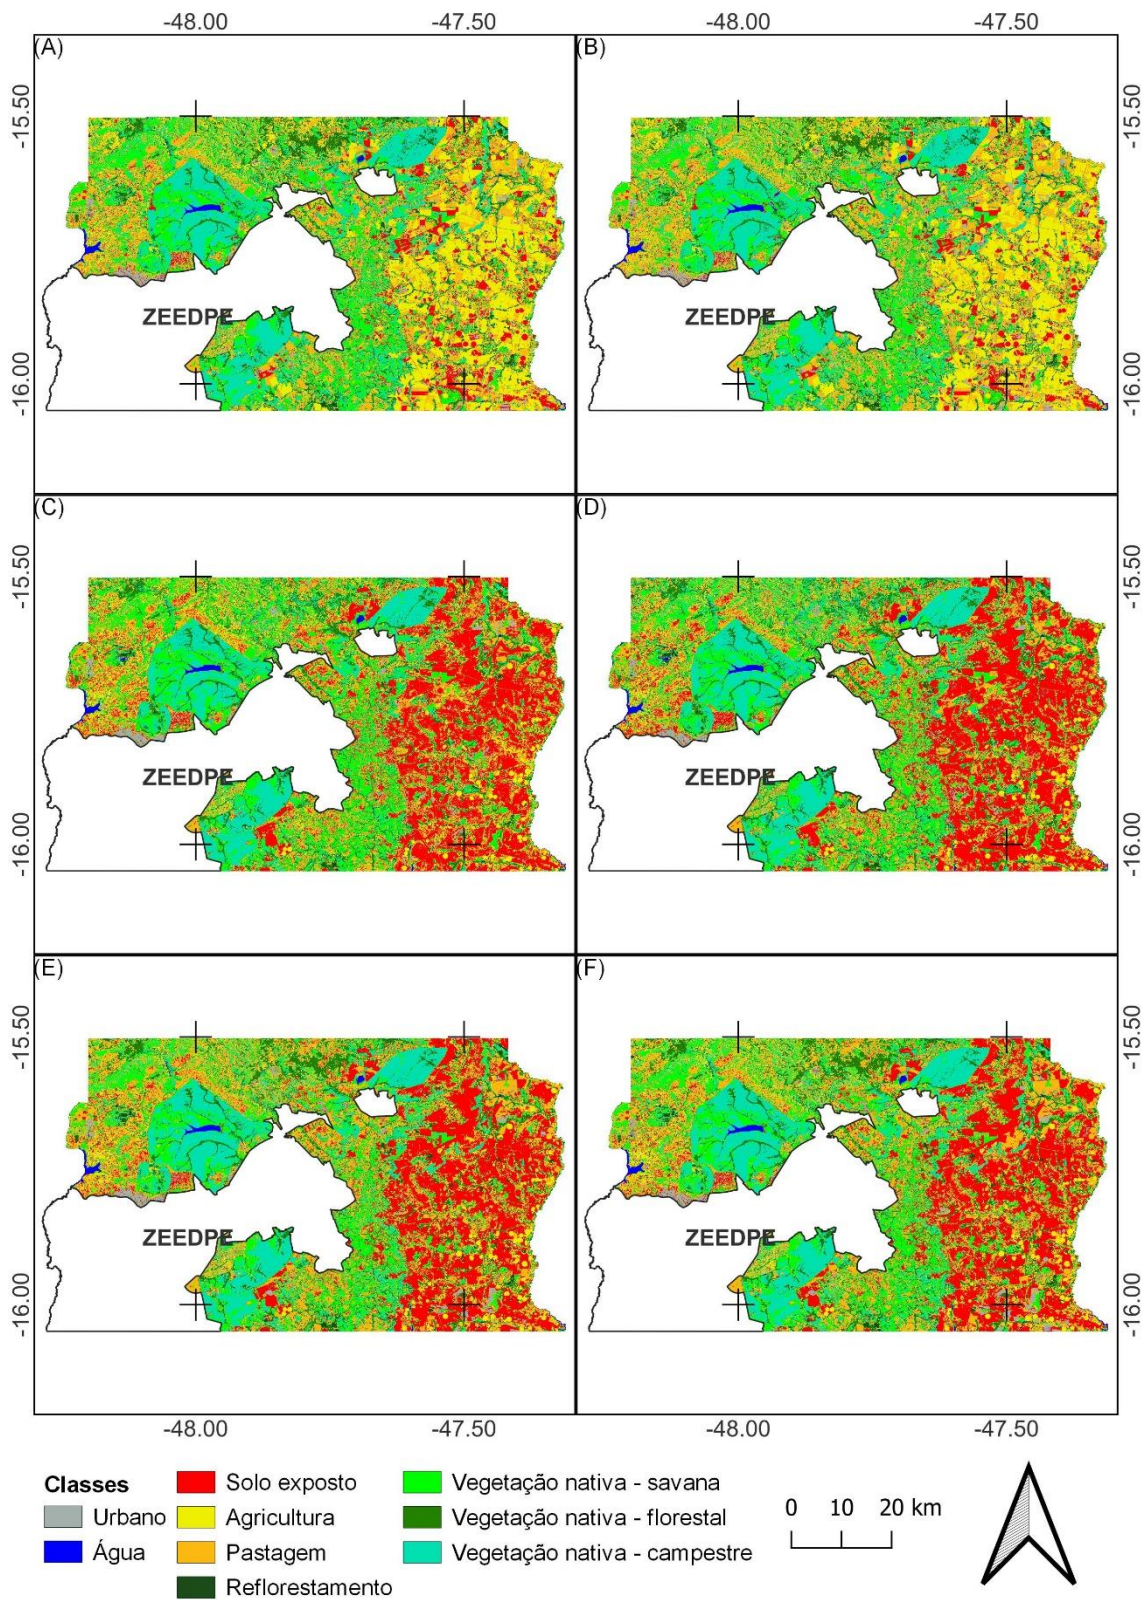 -48.00 -47.50 -48.00 -47.50
(A) (B)
-15.50 -15.50
ZEEDPE ZEEDPE
-16.00 -16.00
(C) (D)
-15.50 -15.50
ZEEDPE ZEEDPE
-16.00 -16.00
(E) (F)
-15.50 -15.50
ZEEDPE ZEEDPE
-16.00 -16.00
-48.00 -47.50 -48.00 -47.50
Classes
Urbano
Água
Solo exposto
Agricultura
Pastagem
Reflorestamento
Vegetação nativa - savana
Vegetação nativa - florestal
Vegetação nativa - campestre
0 10 20 km